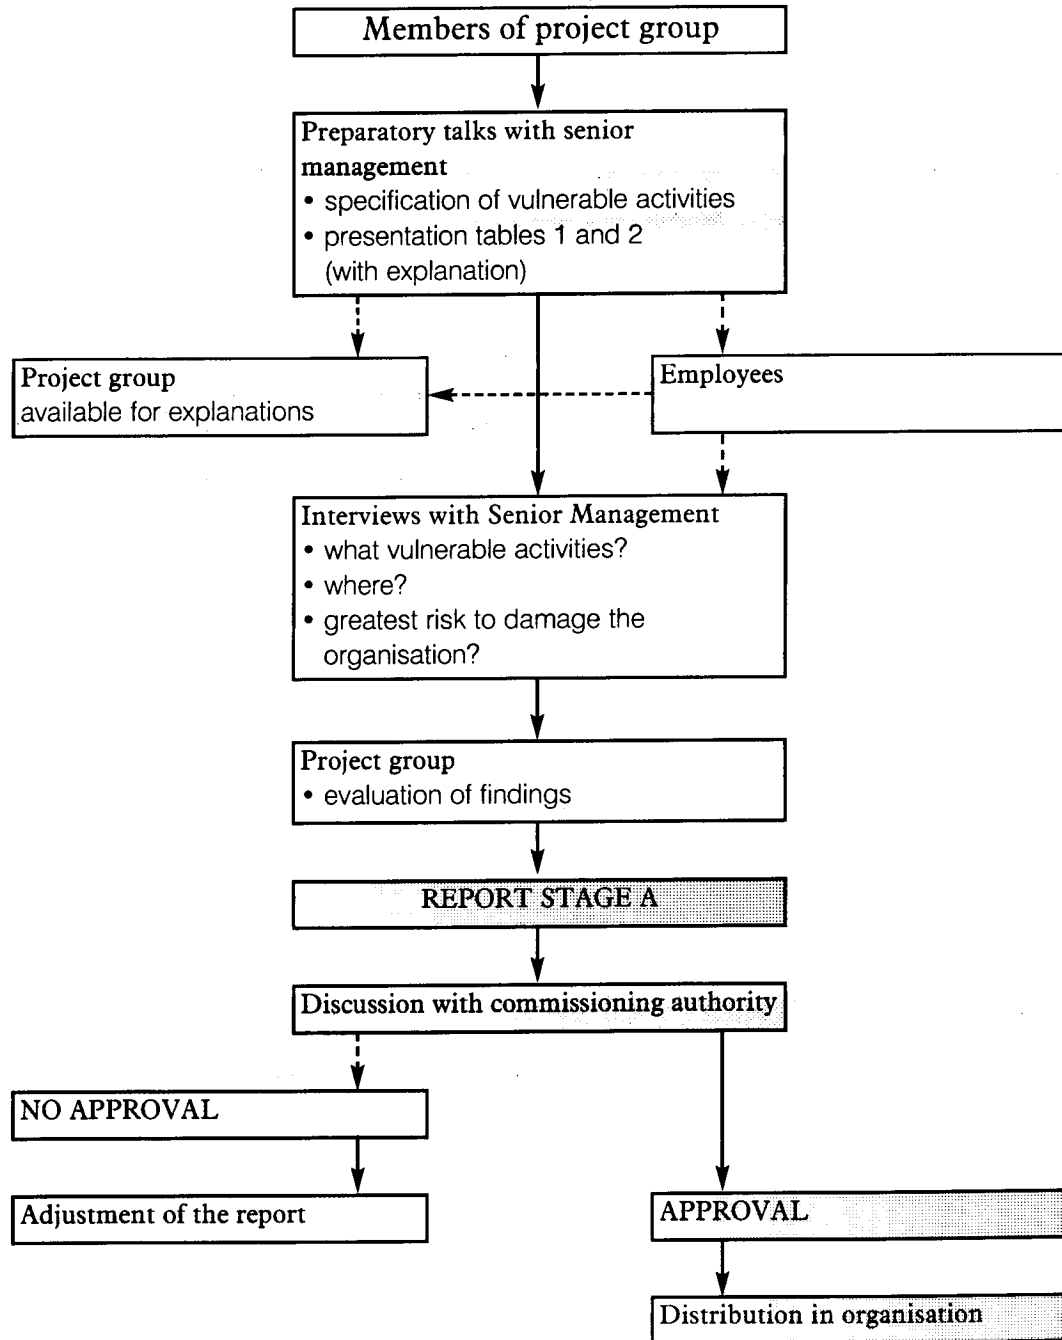 Members of project group
Preparatory talks with senior
management
• specification of vulnerable activities
• presentation tables 1 and 2
(with explanation)
Project group
available for explanations
Employees
Interviews with Senior Management
• what vulnerable activities?
• where?
• greatest risk to damage the
organisation?
Project group
• evaluation of findings
REPORT STAGE A
Discussion with commissioning authority
NO APPROVAL
Adjustment of the report
APPROVAL
Distribution in organisation